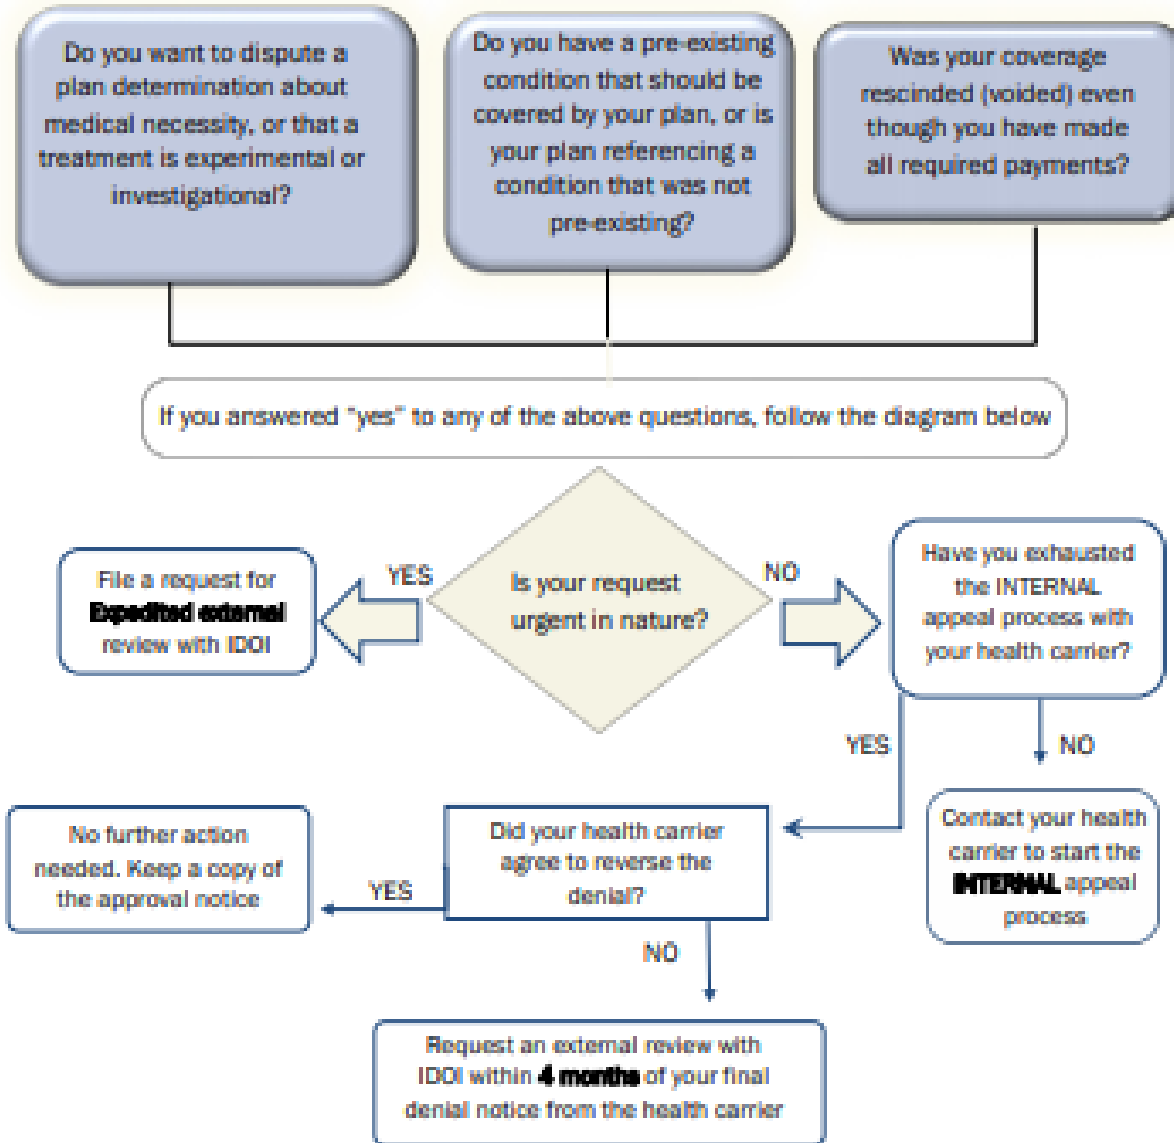 Do you want to dispute a
plan determination about
medical necessity, or that a
treatment is experimental or
investigational?
Do you have a pre-existing
condition that should be
covered by your plan, or is
your plan referencing a
condition that was not
pre-existing?
Was your coverage
rescinded (voided) even
though you have made
all required payments?
If you answered "yes" to any of the above questions, follow the diagram below
File a request for
Expedited external
review with IDOI
YES
Is your request
urgent in nature?
NO
Have you exhausted
the INTERNAL
appeal process with
your health carrier?
YES
NO
No further action
needed. Keep a copy of
the approval notice
YES
Did your health carrier
agree to reverse the
denial?
Contact your health
carrier to start the
INTERNAL appeal
process
NO
Request an external review with
IDOI within 4 months of your final
denial notice from the health carrier